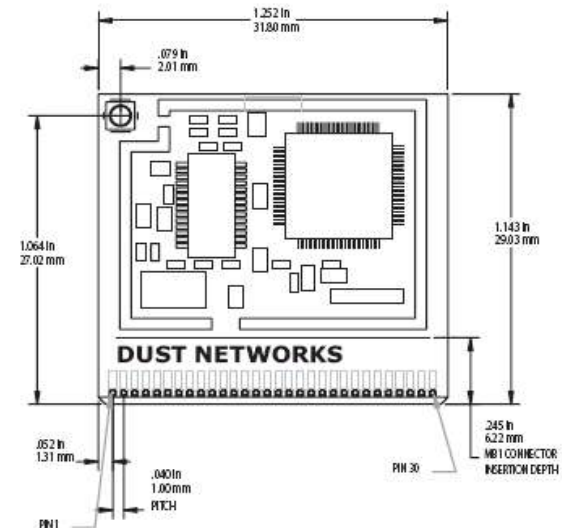 1.252 in
31.80 mm
.079 in
2.01 mm
1.064 in
27.02 mm
1.143 in
29.03 mm
DUST NETWORKS
.052 in
1.31 mm
.040 in
1.00 mm
PITCH
PIN 1
PIN 30
.245 in
6.22 mm
MB1 CONNECTOR
INSERTION DEPTH